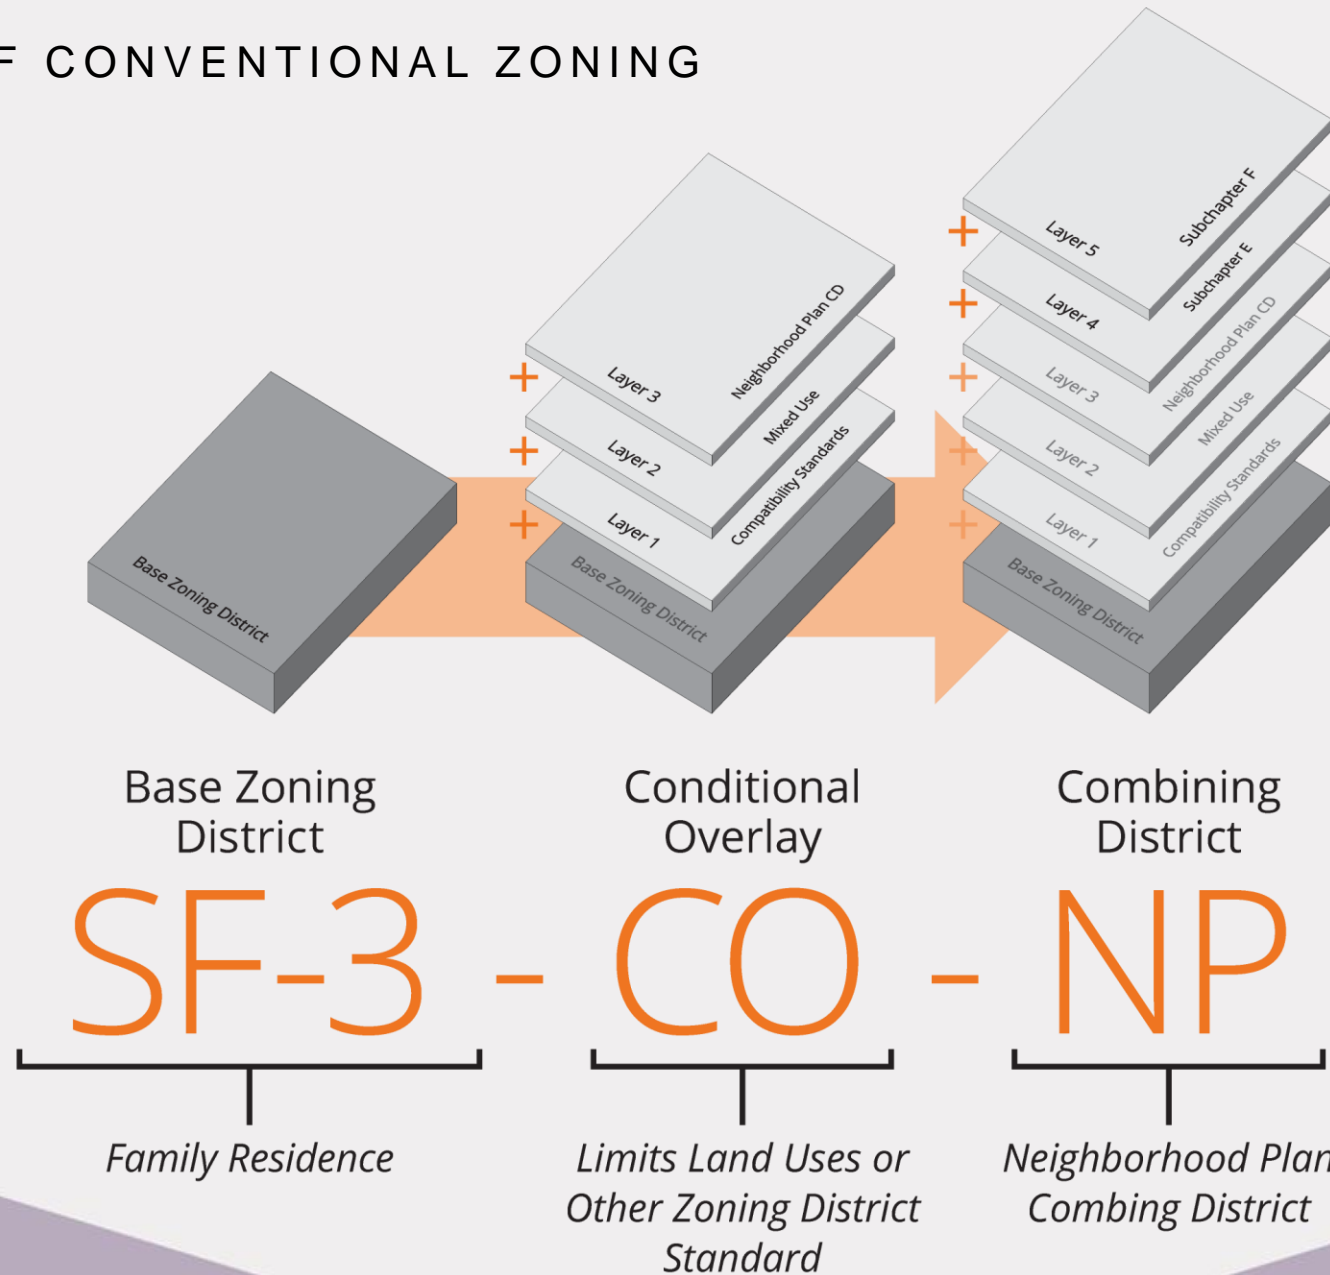 F CONVENTIONAL ZONING
Base Zoning District
+
+
+
Layer 3
Neighborhood Plan CD
Layer 2
Mixed Use
Layer 1
Compatibility Standards
Base Zoning District
+
+
+
+
+
Layer 5
Subchapter F
Layer 4
Subchapter E
Layer 3
Neighborhood Plan CD
Layer 2
Mixed Use
Layer 1
Compatibility Standards
Base Zoning District
Base Zoning
District
Conditional
Overlay
Combining
District
SF-3 - CO - NP
Family Residence
Limits Land Uses or
Other Zoning District
Standard
Neighborhood Plan
Combing District